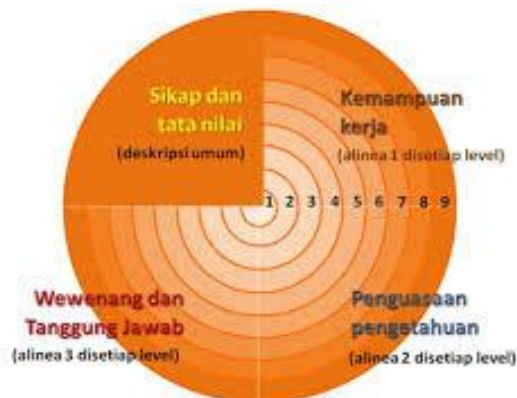 Sikap dan
tata nilai
(deskripsi umum)
Kemampuan
kerja
(alinea 1 disetiap level)
1 2 3 4 5 6 7 8 9
Wewenang dan
Tanggung Jawab
(alinea 3 disetiap level)
Penguasaan
pengetahuan
(alinea 2 disetiap level)